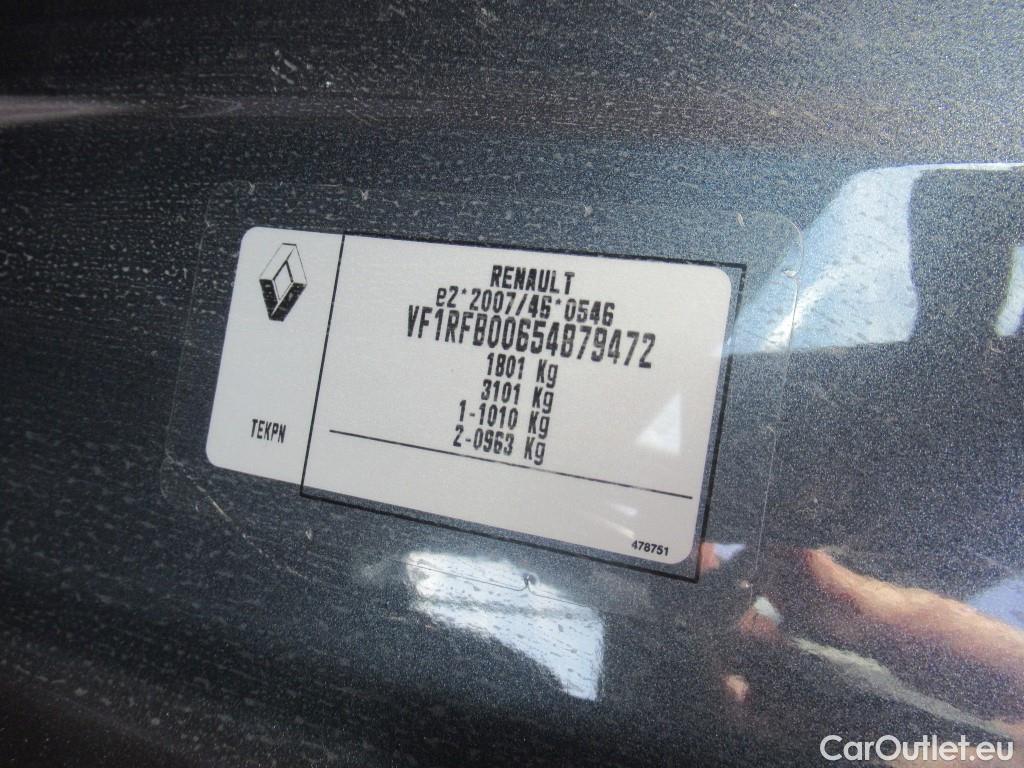 RENAULT
e2*2007/46*0546
VF1RFB00654879472
1801 Kg
3101 Kg
1-1010 Kg
2-0963 Kg
TEKPN
478751
CarOutlet.eu